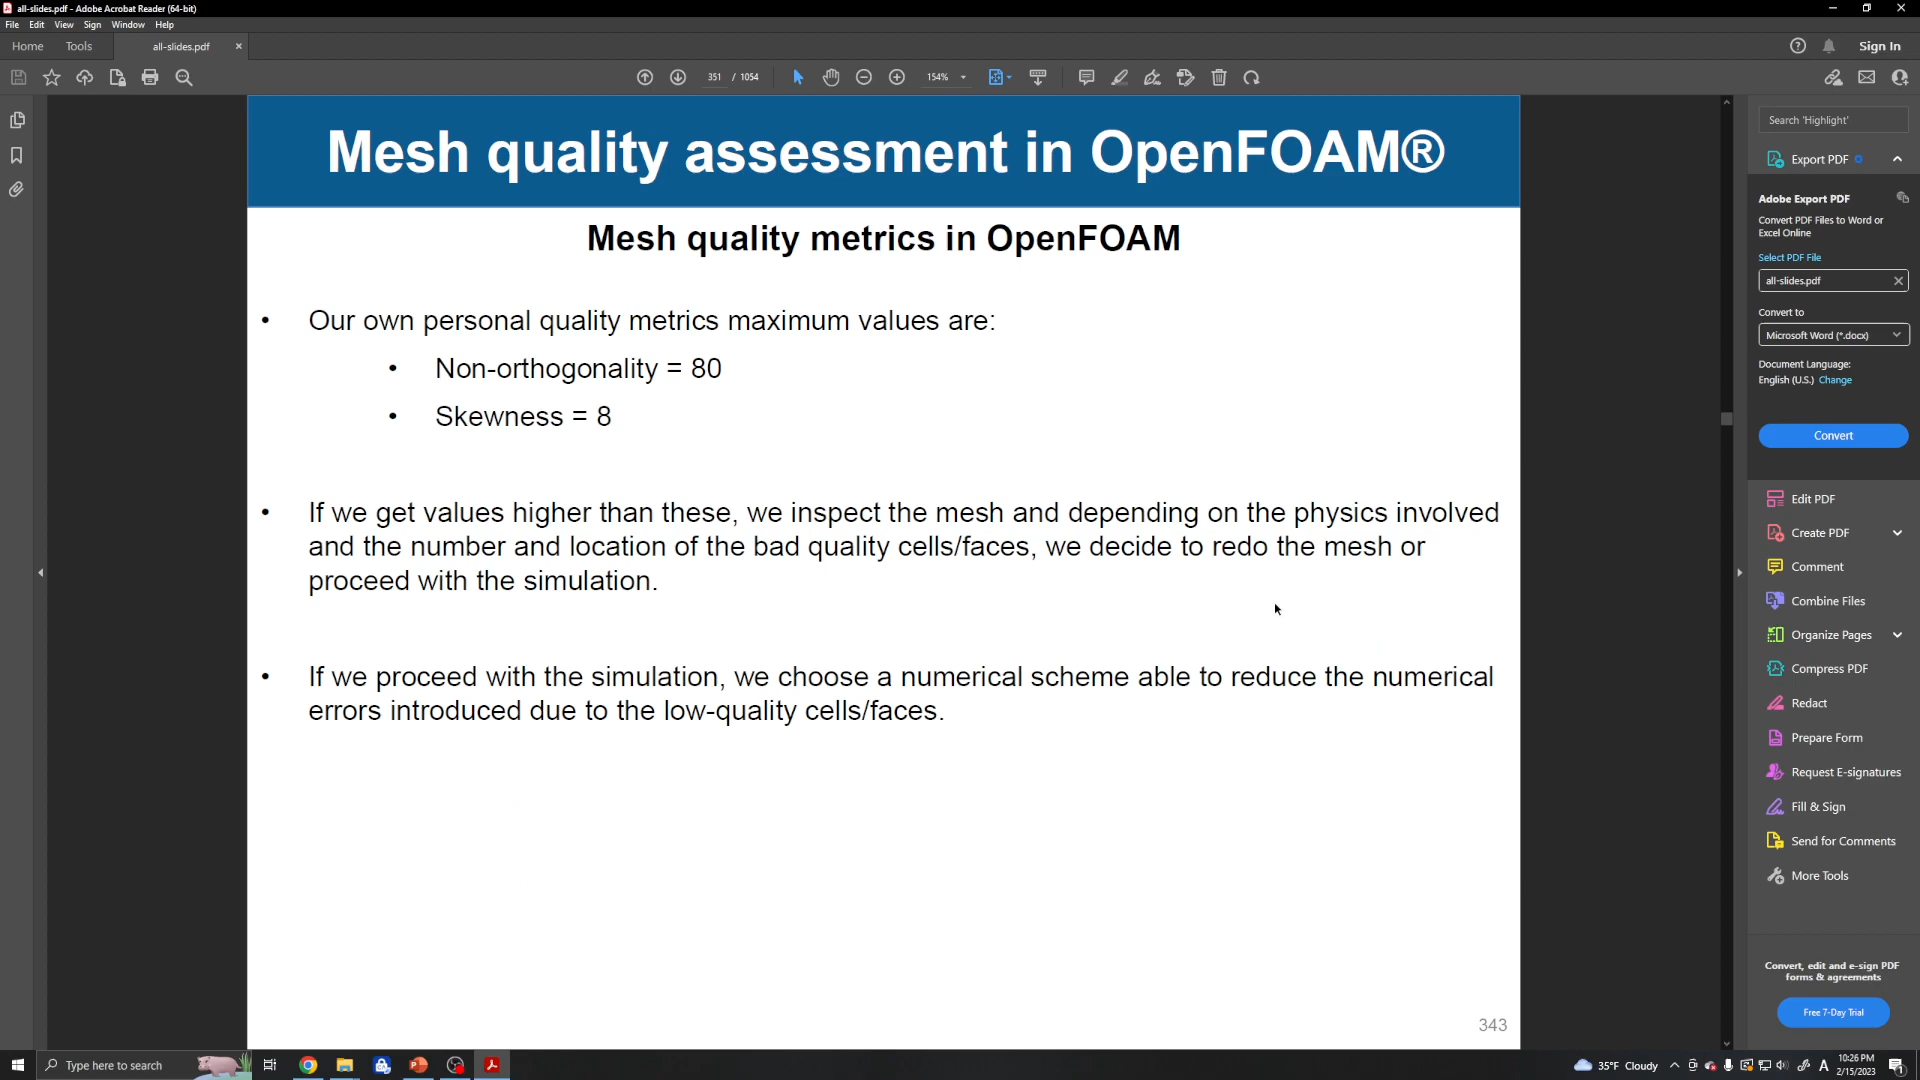 all-slides.pdf - Adobe Acrobat Reader (64-bit)
File Edit View Sign Window Help
Home Tools all-slides.pdf × Sign In
351 / 1054 154%
Mesh quality assessment in OpenFOAM®
Mesh quality metrics in OpenFOAM
• Our own personal quality metrics maximum values are:
• Non-orthogonality = 80
• Skewness = 8
• If we get values higher than these, we inspect the mesh and depending on the physics involved
and the number and location of the bad quality cells/faces, we decide to redo the mesh or
proceed with the simulation.
• If we proceed with the simulation, we choose a numerical scheme able to reduce the numerical
errors introduced due to the low-quality cells/faces.
343
Search 'Highlight'
Export PDF
Adobe Export PDF
Convert PDF Files to Word or
Excel Online
Select PDF File
all-slides.pdf
Convert to
Microsoft Word (*.docx)
Document Language:
English (U.S.) Change
Convert
Edit PDF
Create PDF
Comment
Combine Files
Organize Pages
Compress PDF
Redact
Prepare Form
Request E-signatures
Fill & Sign
Send for Comments
More Tools
Convert, edit and e-sign PDF
forms & agreements
Free 7-Day Trial
Type here to search
35°F Cloudy
A
10:26 PM
2/15/2023